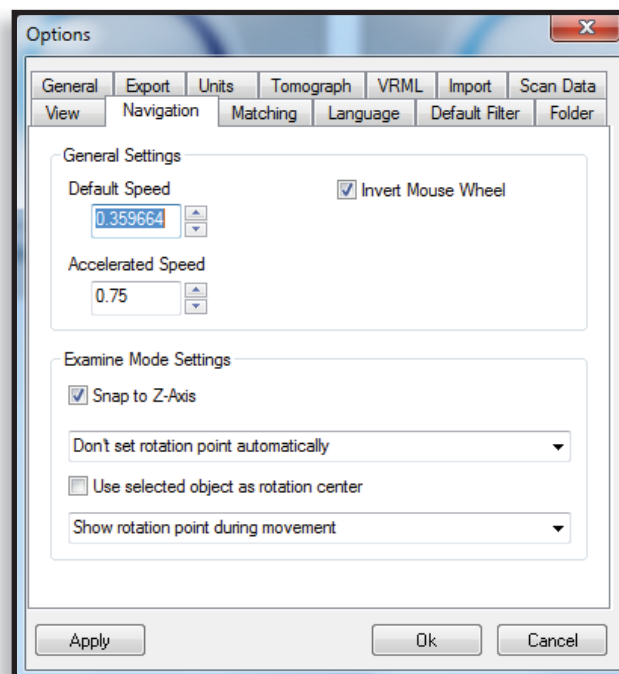 Options
General Export Units Tomograph VRML Import Scan Data
View Navigation Matching Language Default Filter Folder
General Settings
Default Speed Invert Mouse Wheel
0.359664
Accelerated Speed
0.75
Examine Mode Settings
Snap to Z-Axis
Don't set rotation point automatically
Use selected object as rotation center
Show rotation point during movement
Apply Ok Cancel